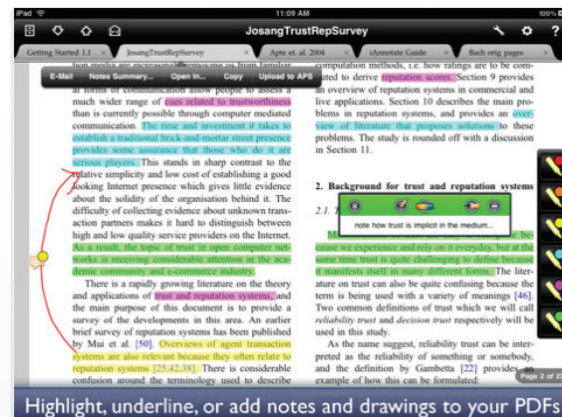 iPad
11:09 AM
100%
JosangTrustRepSurvey
?
Getting Started 1.1 x
JosangTrustRepSurvey x
Apte et. al. 2004 x
iAnnotate Guide x
Bach orig pages x
E-Mail Notes Summary... Open in... Copy Upload to APS
al forms of communication allow people to assess a
much wider range of cues related to trustworthiness
than is currently possible through computer mediated
communication. The time and investment it takes to
establish a traditional brick-and-mortar street presence
provides some assurance that those who do it are
serious players. This stands in sharp contrast to the
relative simplicity and low cost of establishing a good
looking Internet presence which gives little evidence
about the solidity of the organisation behind it. The
difficulty of collecting evidence about unknown trans-
action partners makes it hard to distinguish between
high and low quality service providers on the Internet.
As a result, the topic of trust in open computer net-
works is receiving considerable attention in the aca-
demic community and e-commerce industry.
There is a rapidly growing literature on the theory
and applications of trust and reputation systems, and
the main purpose of this document is to provide a
survey of the developments in this area. An earlier
brief survey of reputation systems has been published
by Mui et al. [50]. Overviews of agent transaction
systems are also relevant because they often relate to
reputation systems [25,42,38]. There is considerable
confusion around the terminology used to describe
computation methods, i.e. how ratings are to be com-
puted to derive reputation scores. Section 9 provides
an overview of reputation systems in commercial and
live applications. Section 10 describes the main pro-
blems in reputation systems, and provides an over-
view of literature that proposes solutions to these
problems. The study is rounded off with a discussion
in Section 11.
2. Background for trust and reputation systems
2.1. T
note how trust is implicit in the medium...
cause we experience and rely on it everyday, but at the
same time trust is quite challenging to define because
it manifests itself in many different forms. The liter-
ature on trust can also be quite confusing because the
term is being used with a variety of meanings [46].
Two common definitions of trust which we will call
reliability trust and decision trust respectively will be
used in this study.
As the name suggest, reliability trust can be inter-
preted as the reliability of something or somebody,
and the definition by Gambetta [22] provides an
example of how this can be formulated:
Page 2 of 27
Highlight, underline, or add notes and drawings to your PDFs